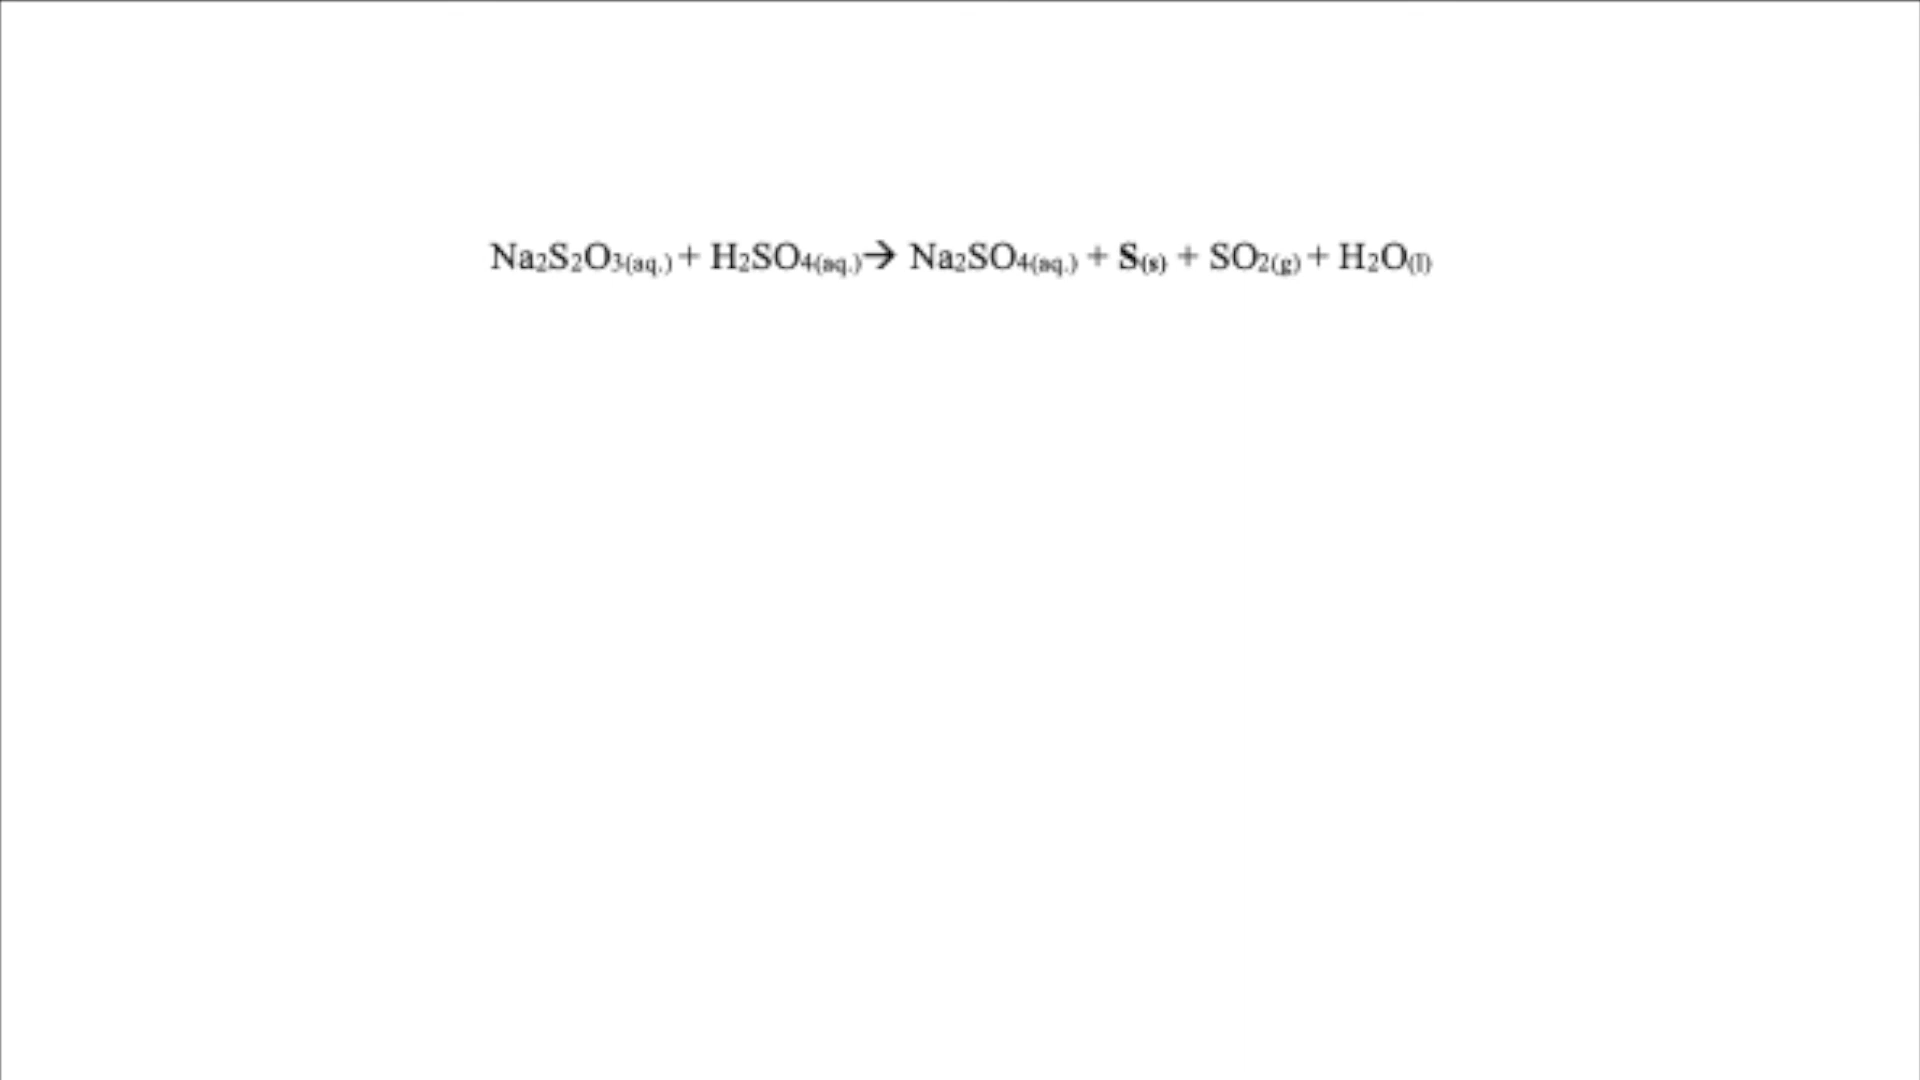 Na₂S₂O₃(aq.) + H₂SO₄(aq.)→ Na₂SO₄(aq.) + S(s) + SO₂(g) + H₂O(l)